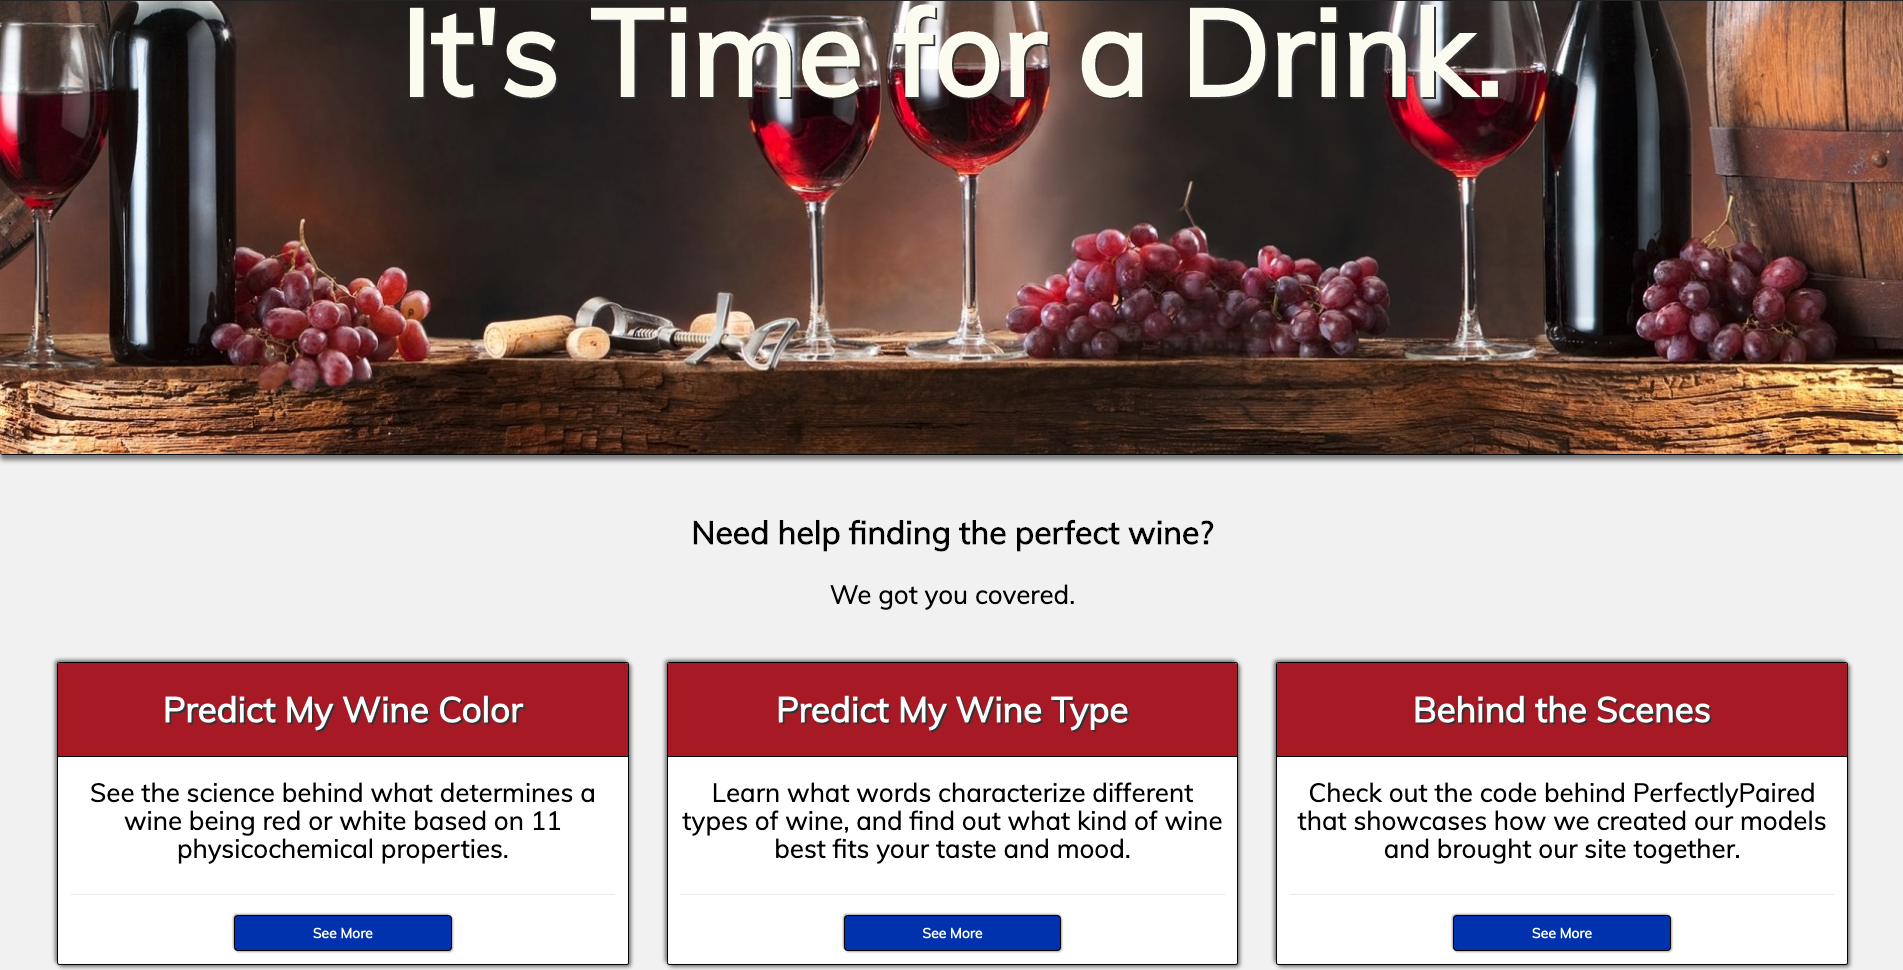 It's Time for a Drink.
Need help finding the perfect wine?
We got you covered.
Predict My Wine Color
See the science behind what determines a
wine being red or white based on 11
physicochemical properties.
See More
Predict My Wine Type
Learn what words characterize different
types of wine, and find out what kind of wine
best fits your taste and mood.
See More
Behind the Scenes
Check out the code behind PerfectlyPaired
that showcases how we created our models
and brought our site together.
See More